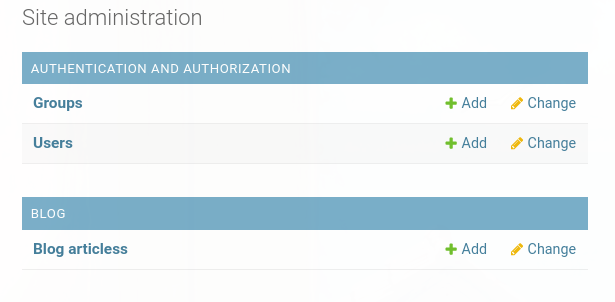 Site administration
AUTHENTICATION AND AUTHORIZATION
Groups Add Change
Users Add Change
BLOG
Blog articless Add Change